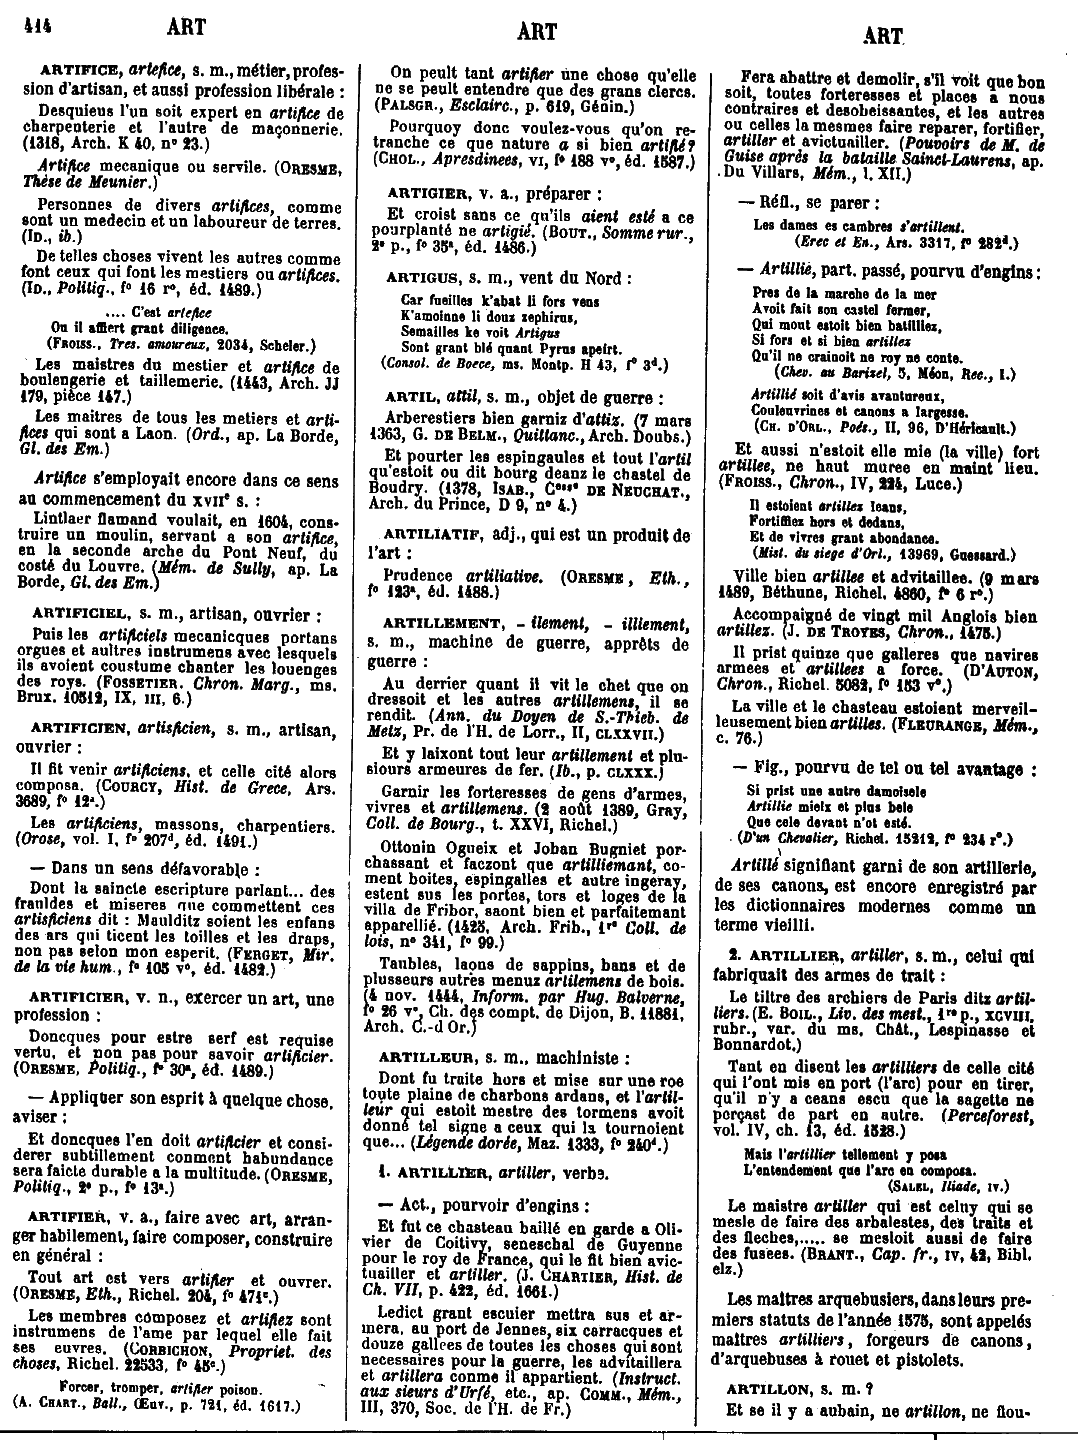 414 ART ART ART
ARTIFICE, artefice, s. m., métier, profes-
sion d'artisan, et aussi profession libérale :
Desquieus l'un soit expert en artifice de
charpenterie et l'autre de maçonnerie.
(1318, Arch. K 40, n° 23.)
Artifice mecanique ou servile. (ORESME,
Thèse de Meunier.)
Personnes de divers artifices, comme
sont un medecin et un laboureur de terres.
(ID., ib.)
De telles choses vivent les autres comme
font ceux qui font les mestiers ou artifices.
(ID., Politiq., f° 16 r°, éd. 1489.)
.... C'est artefice
Ou il affiert grant diligence.
(FROISS., Tres. amoureux, 2034, Scheler.)
Les maistres du mestier et artifice de
boulengerie et taillemerie. (1443, Arch. JJ
179, pièce 147.)
Les maitres de tous les metiers et arti-
fices qui sont a Laon. (Ord., ap. La Borde,
Gl. des Em.)
Artifice s'employait encore dans ce sens
au commencement du XVIIe s. :
Lintlaer flamand voulait, en 1604, cons-
truire un moulin, servant a son artifice,
en la seconde arche du Pont Neuf, du
costé du Louvre. (Mém. de Sully, ap. La
Borde, Gl. des Em.)
ARTIFICIEL, s. m., artisan, ouvrier :
Puis les artificiels mecanicques portans
orgues et aultres instrumens avec lesquels
ils avoient coustume chanter les louenges
des roys. (FOSSETIER. Chron. Marg., ms.
Brux. 10512, IX, III, 6.)
ARTIFICIEN, artisficien, s. m., artisan,
ouvrier :
Il fit venir artificiens, et celle cité alors
composa. (COURCY, Hist. de Grece, Ars.
3689, f° 12a.)
Les artificiens, massons, charpentiers.
(Orose, vol. I, f° 207d, éd. 1491.)
— Dans un sens défavorable :
Dont la saincte escripture parlant... des
frauldes et miseres que commettent ces
artisficiens dit : Maulditz soient les enfans
des ars qui ticent les toilles et les draps,
non pas selon mon esperit. (FERGET, Mir.
de la vie hum., f° 105 v°, éd. 1482.)
ARTIFICIER, v. n., exercer un art, une
profession :
Doncques pour estre serf est requise
vertu, et non pas pour savoir artificier.
(ORESME, Politiq., f° 30a, éd. 1489.)
— Appliquer son esprit à quelque chose,
aviser :
Et doncques l'en doit artificier et consi-
derer subtillement conment habundance
sera faicte durable a la multitude. (ORESME,
Politiq., 2e p., f° 13a.)
ARTIFIER, v. a., faire avec art, arran-
ger habilement, faire composer, construire
en général :
Tout art est vers artifier et ouvrer.
(ORESME, Eth., Richel. 204, f° 471c.)
Les membres composez et artifiez sont
instrumens de l'ame par lequel elle fait
ses euvres. (CORBICHON, Propriet. des
choses, Richel. 22533, f° 45c.)
Forcer, tromper, artifier poison.
(A. CHART., Ball., Œuv., p. 721, éd. 1617.)
On peult tant artifier une chose qu'elle
ne se peult entendre que des grans clercs.
(PALSGR., Esclairc., p. 619, Génin.)
Pourquoy donc voulez-vous qu'on re-
tranche ce que nature a si bien artifié?
(CHOL., Apresdinees, VI, f° 188 v°, éd. 1587.)
ARTIGIER, v. a., préparer :
Et croist sans ce qu'ils aient esté a ce
pourplanté ne artigié. (BOUT., Somme rur.,
2e p., f° 35a, éd. 1486.)
ARTIGUS, s. m., vent du Nord :
Car fueilles k'abat li fors vens
K'amoinne li douz zephirus,
Semailles ke voit Artigus
Sont grant blé quant Pyrus apeirt.
(Consol. de Boece, ms. Montp. H 43, f° 3d.)
ARTIL, attil, s. m., objet de guerre :
Arberestiers bien garniz d'attiz. (7 mars
1363, G. DE BELM., Quittanc., Arch. Doubs.)
Et pourter les espingaules et tout l'artil
qu'estoit ou dit bourg deanz le chastel de
Boudry. (1378, ISAB., Csse DE NEUCHAT.,
Arch. du Prince, D 9, n° 4.)
ARTILIATIF, adj., qui est un produit de
l'art :
Prudence artiliative. (ORESME, Eth.,
f° 123a, éd. 1488.)
ARTILLEMENT, - ilement, - illiement,
s. m., machine de guerre, apprêts de
guerre :
Au derrier quant il vit le chet que on
dressoit et les autres artillemens, il se
rendit. (Ann. du Doyen de S.-Thieb. de
Metz, Pr. de l'H. de Lorr., II, CLXXVII.)
Et y laixont tout leur artillement et plu-
siours armeures de fer. (Ib., p. CLXXX.)
Garnir les forteresses de gens d'armes,
vivres et artillemens. (2 août 1389, Gray,
Coll. de Bourg., t. XXVI, Richel.)
Ottonin Ogueix et Joban Bugniet por-
chassant et faczont que artilliemant, co-
ment boites, espingalles et autre ingeray,
estent sus les portes, tors et loges de la
villa de Fribor, saont bien et parfaitemant
apparellié. (1425, Arch. Frib., 1re Coll. de
lois, n° 341, f° 99.)
Taubles, laons de sappins, bans et de
plusseurs autres menuz artilemens de bois.
(4 nov. 1444, Inform. par Hug. Balverne,
f° 26 v°, Ch. des compt. de Dijon, B. 11881,
Arch. C.-d'Or.)
ARTILLEUR, s. m., machiniste :
Dont fu traite hors et mise sur une roe
toute plaine de charbons ardans, et l'artil-
leur qui estoit mestre des tormens avoit
donné tel signe a ceux qui la tournoient
que... (Légende dorée, Maz. 1333, f° 240d.)
1. ARTILLIER, artiller, verbe.
— Act., pourvoir d'engins :
Et fut ce chasteau baillé en garde a Oli-
vier de Coitivy, seneschal de Guyenne
pour le roy de France, qui le fit bien avic-
tuailler et artiller. (J. CHARTIER, Hist. de
Ch. VII, p. 422, éd. 1661.)
Ledict grant escuier mettra sus et ar-
mera, au port de Jennes, six carracques et
douze gallees de toutes les choses qui sont
necessaires pour la guerre, les advitaillera
et artillera conme il appartient. (Instruct.
aux sieurs d'Urfé, etc., ap. COMM., Mém.,
III, 370, Soc. de l'H. de Fr.)
Fera abattre et demolir, s'il voit que bon
soit, toutes forteresses et places a nous
contraires et desobeissantes, et les autres
ou celles la mesmes faire reparer, fortifier,
artiller et avictuailler. (Pouvoirs de M. de
Guise après la bataille Sainct-Laurens, ap.
Du Villars, Mém., l. XII.)
— Réfl., se parer :
Les dames es cambres s'artillent.
(Erec et En., Ars. 3317, f° 282d.)
— Artillié, part. passé, pourvu d'engins :
Pres de la marche de la mer
Avoit fait son castel fermer,
Qui mout estoit bien batilliez,
Si fors et si bien artillez
Qu'il ne crainoit ne roy ne conte.
(Chev. au Barizel, 5, Méon, Rec., I.)
Artillié soit d'avis avantureux,
Couleuvrines et canons a largesse.
(CH. D'ORL., Poés., II, 96, D'Héricault.)
Et aussi n'estoit elle mie (la ville) fort
artillee, ne haut muree en maint lieu.
(FROISS., Chron., IV, 224, Luce.)
Il estoient artillez leans,
Fortiffiez hors et dedans,
Et de vivres grant abondance.
(Mist. du siege d'Orl., 13969, Guessard.)
Ville bien artillee et advitaillee. (9 mars
1489, Béthune, Richel. 4860, f° 6 r°.)
Accompaigné de vingt mil Anglois bien
artillez. (J. DE TROYES, Chron., 1475.)
Il prist quinze que galleres que navires
armees et artillees a force. (D'AUTON,
Chron., Richel. 5082, f° 153 v°.)
La ville et le chasteau estoient merveil-
leusement bien artilles. (FLEURANGE, Mém.,
c. 76.)
— Fig., pourvu de tel ou tel avantage :
Si prist une autre damoisele
Artillie mielx et plus bele
Que cele devant n'ot esté.
(D'un Chevalier, Richel. 15212, f° 234 r°.)
Artillé signifiant garni de son artillerie,
de ses canons, est encore enregistré par
les dictionnaires modernes comme un
terme vieilli.
2. ARTILLIER, artiller, s. m., celui qui
fabriquait des armes de trait :
Le tiltre des archiers de Paris ditz artil-
liers. (E. BOIL., Liv. des mest., 1re p., XCVIII,
rubr., var. du ms. Chât., Lespinasse et
Bonnardot.)
Tant en disent les artilliers de celle cité
qui l'ont mis en port (l'arc) pour en tirer,
qu'il n'y a ceans escu que la sagette ne
perçast de part en autre. (Perceforest,
vol. IV, ch. 13, éd. 1528.)
Mais l'artillier tellement y posa
L'entendement que l'arc en composa.
(SALEL, Iliade, IV.)
Le maistre artiller qui est celuy qui se
mesle de faire des arbalestes, des traits et
des fleches,..... se mesloit aussi de faire
des fusées. (BRANT., Cap. fr., IV, 42, Bibl.
elz.)
Les maîtres arquebusiers, dans leurs pre-
miers statuts de l'année 1575, sont appelés
maîtres artilliers, forgeurs de canons,
d'arquebuses à rouet et pistolets.
ARTILLON, s. m. ?
Et se il y a aubain, ne artillon, ne flou-